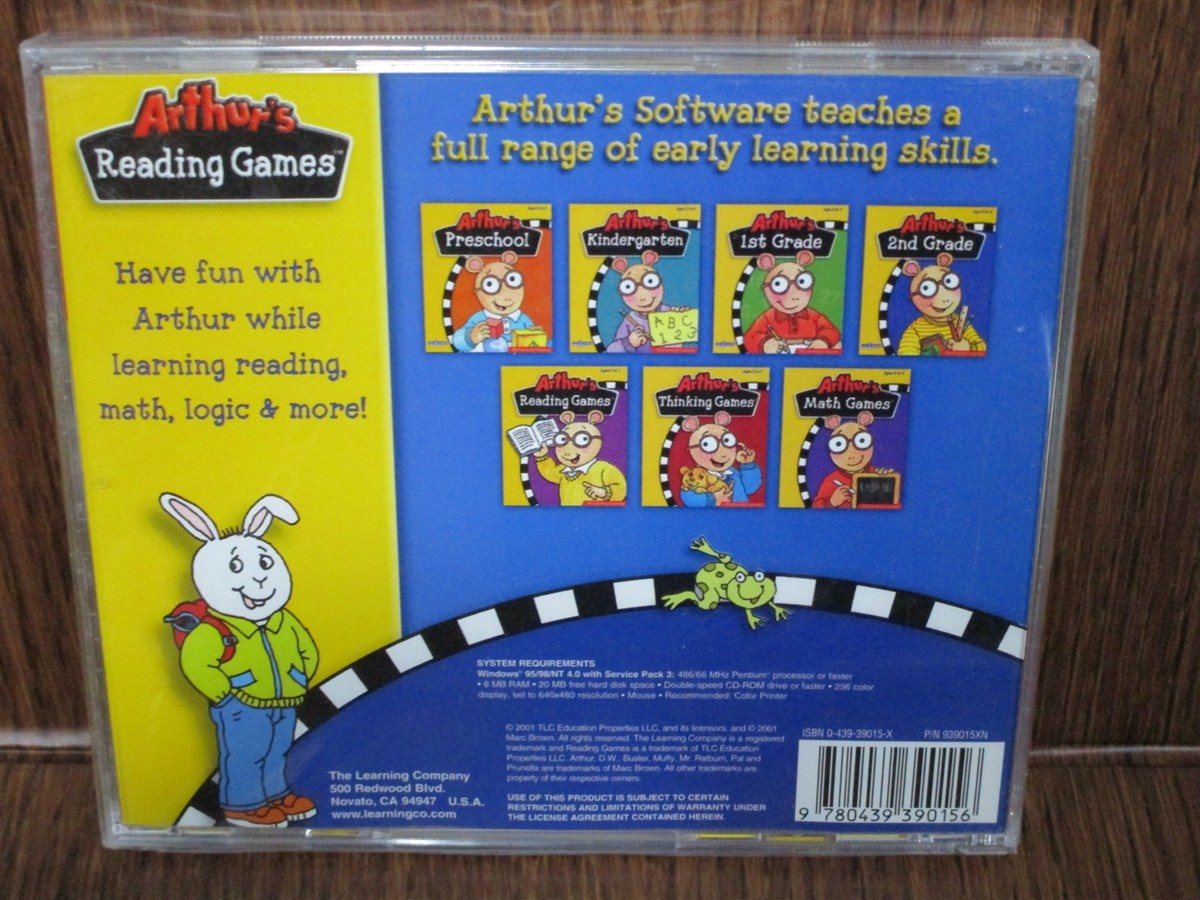 Arthur's
Reading Games™
Have fun with
Arthur while
learning reading,
math, logic & more!
Arthur's Software teaches a
full range of early learning skills.
Arthur's
Preschool
Arthur's
Kindergarten
ABC
123
Arthur's
1st Grade
Arthur's
2nd Grade
Arthur's
Reading Games
Arthur's
Thinking Games
Arthur's
Math Games
SYSTEM REQUIREMENTS
Windows® 95/98/NT 4.0 with Service Pack 3: 486/66 MHz Pentium® processor or faster
• 8 MB RAM • 20 MB free hard disk space • Double-speed CD-ROM drive or faster • 256 color
display, set to 640x480 resolution • Mouse • Recommended: Color Printer
© 2001 TLC Education Properties LLC, and its licensors, and © 2001
Marc Brown. All rights reserved. The Learning Company is a registered
trademark and Reading Games is a trademark of TLC Education
Properties LLC. Arthur, D.W., Buster, Muffy, Mr. Ratburn, Pal and
Prunella are trademarks of Marc Brown. All other trademarks are
property of their respective owners.
USE OF THIS PRODUCT IS SUBJECT TO CERTAIN
RESTRICTIONS AND LIMITATIONS OF WARRANTY UNDER
THE LICENSE AGREEMENT CONTAINED HEREIN.
The Learning Company
500 Redwood Blvd.
Novato, CA 94947 U.S.A.
www.learningco.com
ISBN 0-439-39015-X P/N 939015XN
9 780439 390156